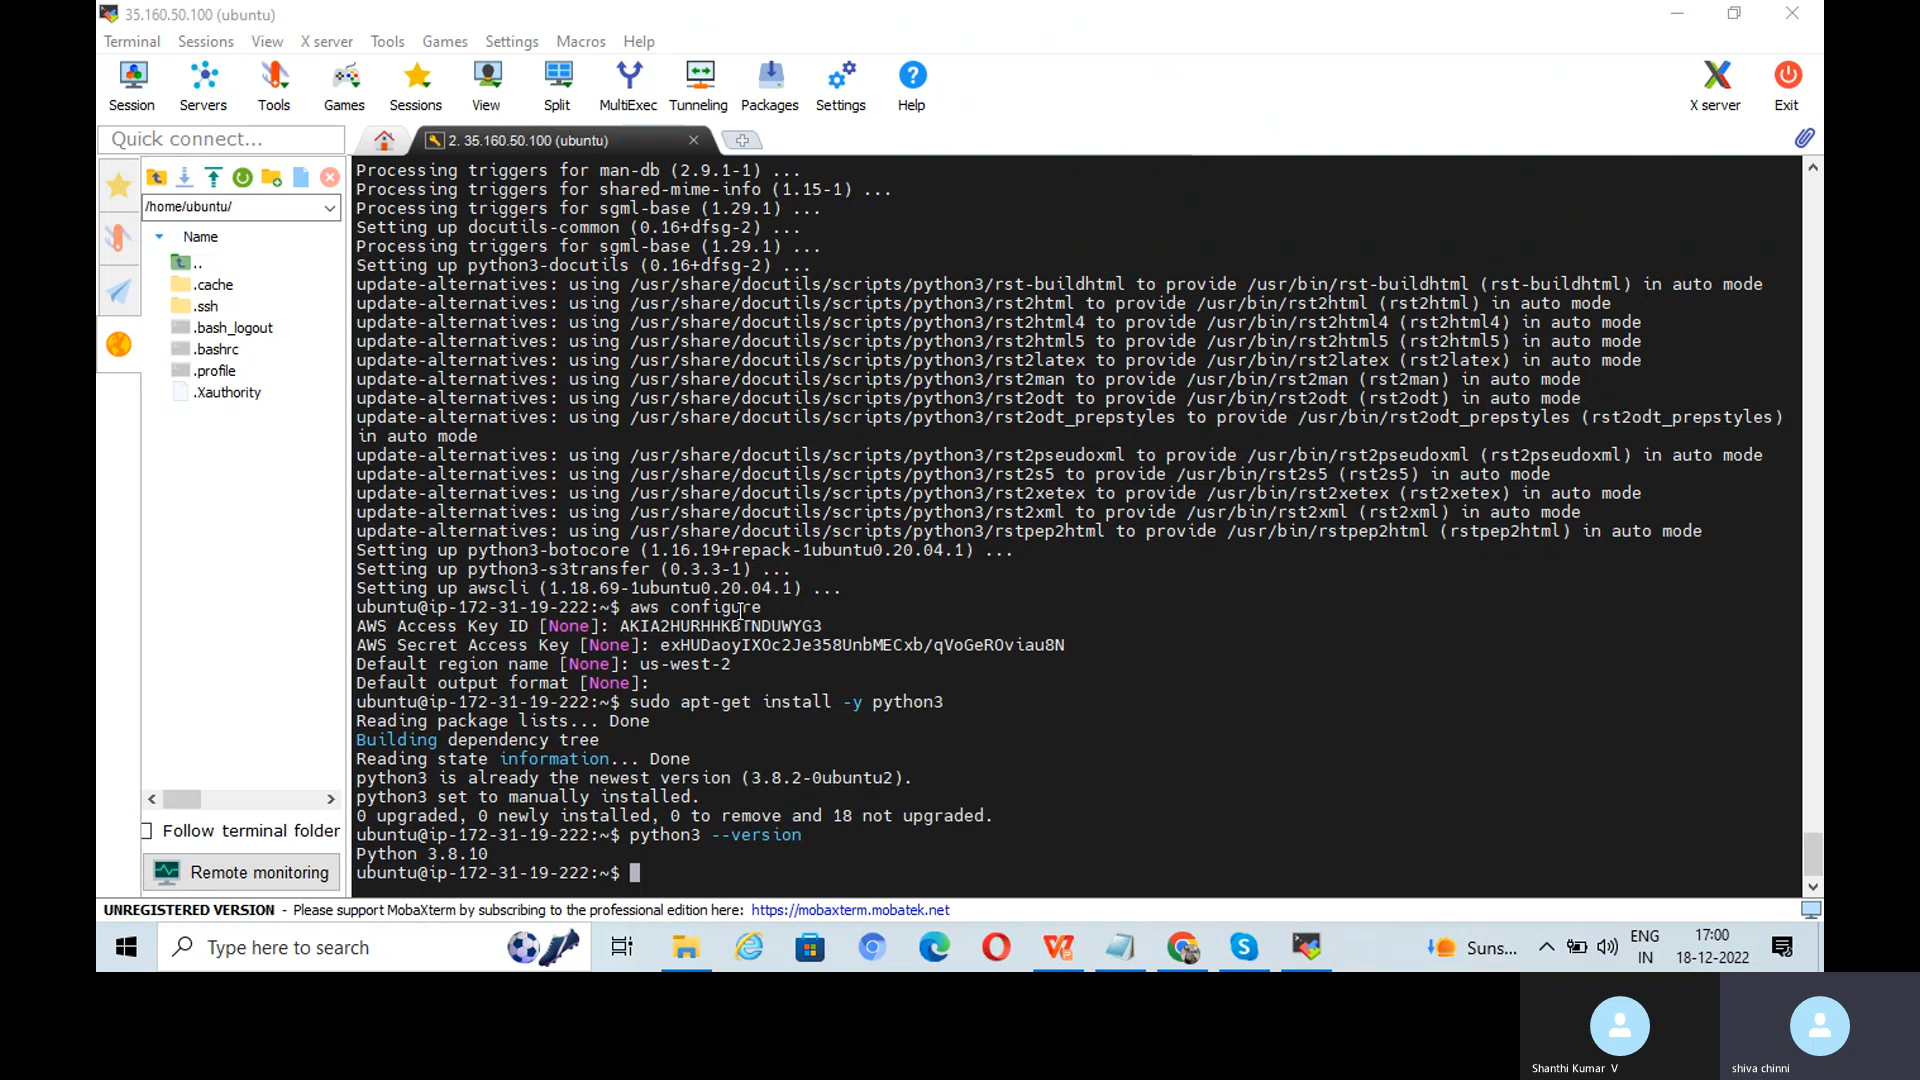 35.160.50.100 (ubuntu)
Terminal Sessions View X server Tools Games Settings Macros Help
Session Servers Tools Games Sessions View Split MultiExec Tunneling Packages Settings Help X server Exit
Quick connect...
2. 35.160.50.100 (ubuntu)
/home/ubuntu/
Name
..
.cache
.ssh
.bash_logout
.bashrc
.profile
.Xauthority
Follow terminal folder
Remote monitoring
Processing triggers for man-db (2.9.1-1) ...
Processing triggers for shared-mime-info (1.15-1) ...
Processing triggers for sgml-base (1.29.1) ...
Setting up docutils-common (0.16+dfsg-2) ...
Processing triggers for sgml-base (1.29.1) ...
Setting up python3-docutils (0.16+dfsg-2) ...
update-alternatives: using /usr/share/docutils/scripts/python3/rst-buildhtml to provide /usr/bin/rst-buildhtml (rst-buildhtml) in auto mode
update-alternatives: using /usr/share/docutils/scripts/python3/rst2html to provide /usr/bin/rst2html (rst2html) in auto mode
update-alternatives: using /usr/share/docutils/scripts/python3/rst2html4 to provide /usr/bin/rst2html4 (rst2html4) in auto mode
update-alternatives: using /usr/share/docutils/scripts/python3/rst2html5 to provide /usr/bin/rst2html5 (rst2html5) in auto mode
update-alternatives: using /usr/share/docutils/scripts/python3/rst2latex to provide /usr/bin/rst2latex (rst2latex) in auto mode
update-alternatives: using /usr/share/docutils/scripts/python3/rst2man to provide /usr/bin/rst2man (rst2man) in auto mode
update-alternatives: using /usr/share/docutils/scripts/python3/rst2odt to provide /usr/bin/rst2odt (rst2odt) in auto mode
update-alternatives: using /usr/share/docutils/scripts/python3/rst2odt_prepstyles to provide /usr/bin/rst2odt_prepstyles (rst2odt_prepstyles)
in auto mode
update-alternatives: using /usr/share/docutils/scripts/python3/rst2pseudoxml to provide /usr/bin/rst2pseudoxml (rst2pseudoxml) in auto mode
update-alternatives: using /usr/share/docutils/scripts/python3/rst2s5 to provide /usr/bin/rst2s5 (rst2s5) in auto mode
update-alternatives: using /usr/share/docutils/scripts/python3/rst2xetex to provide /usr/bin/rst2xetex (rst2xetex) in auto mode
update-alternatives: using /usr/share/docutils/scripts/python3/rst2xml to provide /usr/bin/rst2xml (rst2xml) in auto mode
update-alternatives: using /usr/share/docutils/scripts/python3/rstpep2html to provide /usr/bin/rstpep2html (rstpep2html) in auto mode
Setting up python3-botocore (1.16.19+repack-1ubuntu0.20.04.1) ...
Setting up python3-s3transfer (0.3.3-1) ...
Setting up awscli (1.18.69-1ubuntu0.20.04.1) ...
ubuntu@ip-172-31-19-222:~$ aws configure
AWS Access Key ID [None]:
AWS Secret Access Key [None]:
Default region name [None]: us-west-2
Default output format [None]:
ubuntu@ip-172-31-19-222:~$ sudo apt-get install -y python3
Reading package lists... Done
Building dependency tree
Reading state information... Done
python3 is already the newest version (3.8.2-0ubuntu2).
python3 set to manually installed.
0 upgraded, 0 newly installed, 0 to remove and 18 not upgraded.
ubuntu@ip-172-31-19-222:~$ python3 --version
Python 3.8.10
ubuntu@ip-172-31-19-222:~$
UNREGISTERED VERSION - Please support MobaXterm by subscribing to the professional edition here: https://mobaxterm.mobatek.net
Type here to search
Suns...
ENG
IN
17:00
18-12-2022
Shanthi Kumar V
shiva chinni